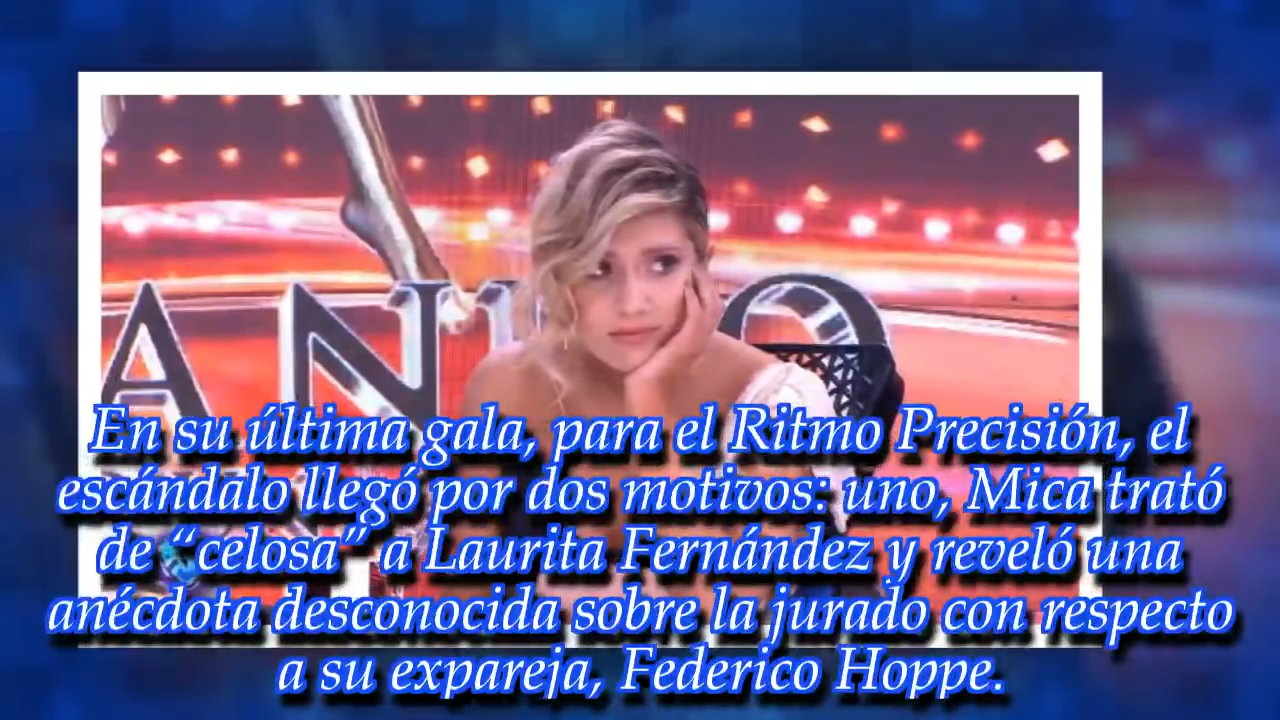 ANDO
En su última gala, para el Ritmo Precisión, el
escándalo llegó por dos motivos: uno, Mica trató
de “celosa” a Laurita Fernández y reveló una
anécdota desconocida sobre la jurado con respecto
a su expareja, Federico Hoppe.